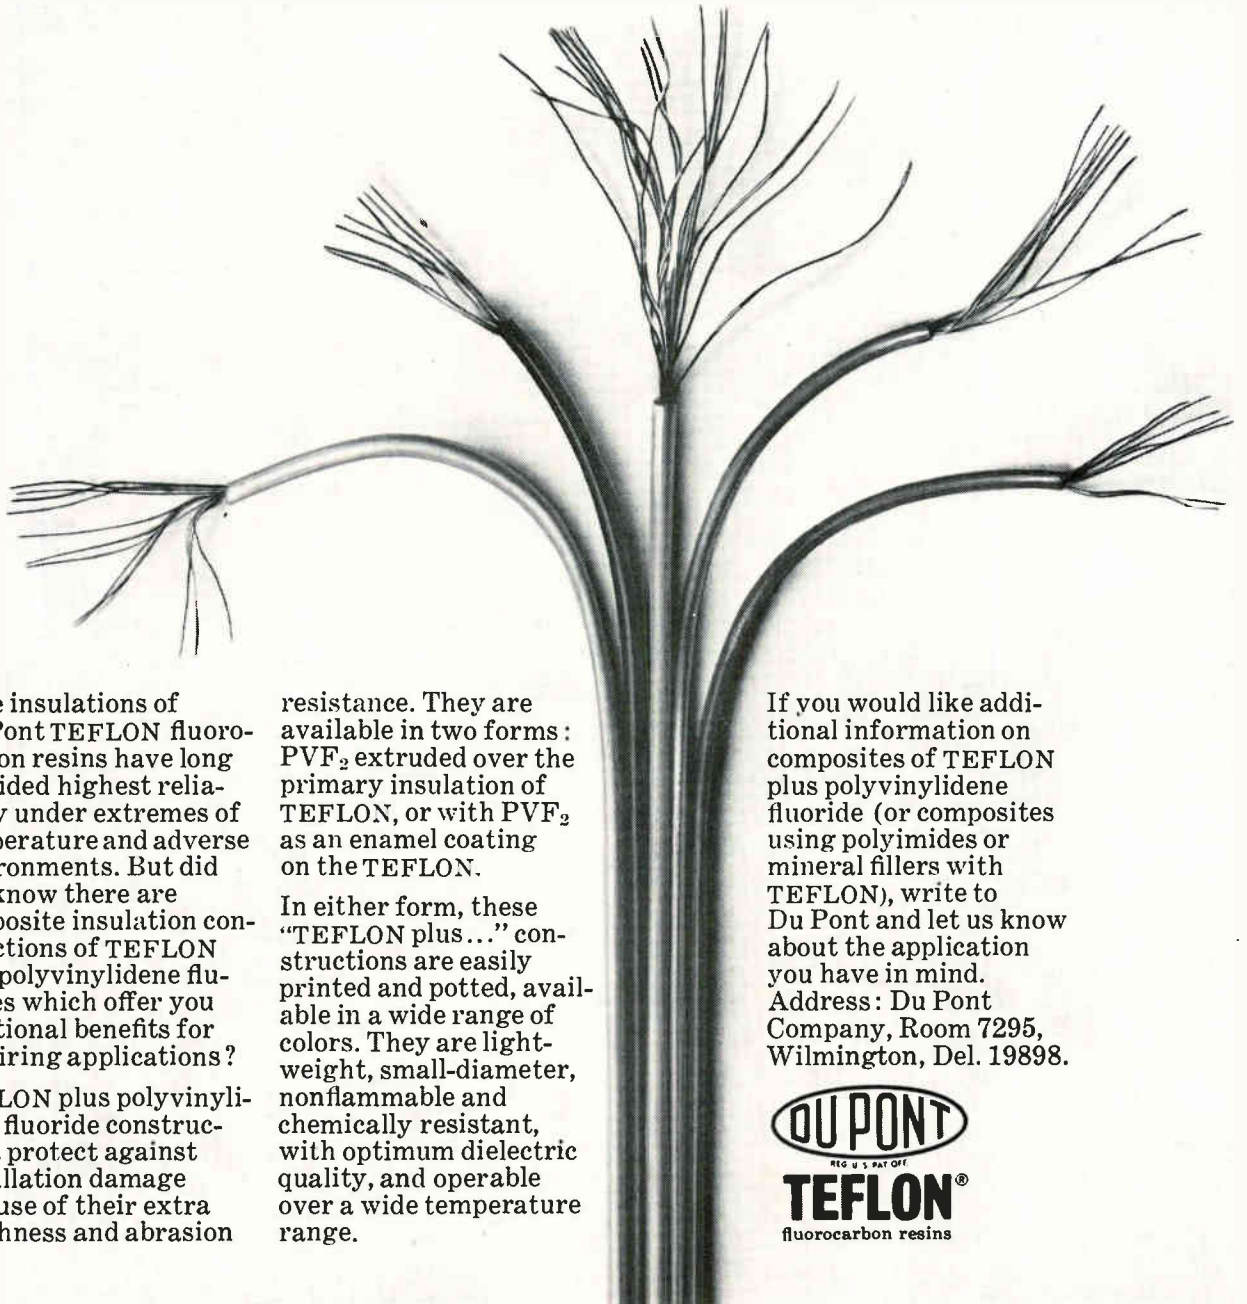 e insulations of
Pont TEFLON fluoro-
on resins have long
ided highest relia-
y under extremes of
perature and adverse
ronments. But did
know there are
posite insulation con-
ctions of TEFLON
polyvinylidene flu-
es which offer you
tional benefits for
iring applications?
LON plus polyvinyli-
fluoride construc-
protect against
llation damage
use of their extra
hness and abrasion
resistance. They are
available in two forms:
PVF₂ extruded over the
primary insulation of
TEFLON, or with PVF₂
as an enamel coating
on the TEFLON.
In either form, these
“TEFLON plus...” con-
structions are easily
printed and potted, avail-
able in a wide range of
colors. They are light-
weight, small-diameter,
nonflammable and
chemically resistant,
with optimum dielectric
quality, and operable
over a wide temperature
range.
If you would like addi-
tional information on
composites of TEFLON
plus polyvinylidene
fluoride (or composites
using polyimides or
mineral fillers with
TEFLON), write to
Du Pont and let us know
about the application
you have in mind.
Address: Du Pont
Company, Room 7295,
Wilmington, Del. 19898.
DU PONT
REG U S PAT OFF
TEFLON®
fluorocarbon resins